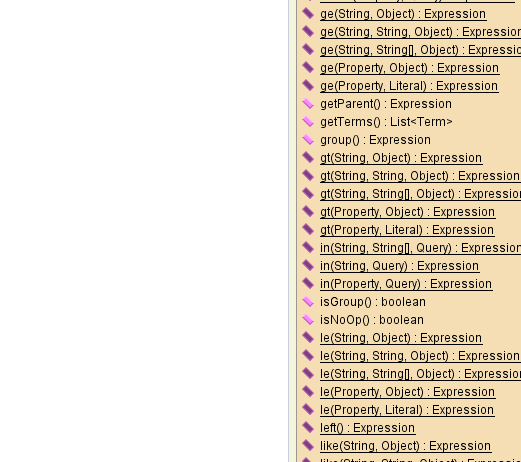 ge(String, Object) : Expression
ge(String, String, Object) : Expression
ge(String, String[], Object) : Expressio
ge(Property, Object) : Expression
ge(Property, Literal) : Expression
getParent() : Expression
getTerms() : List<Term>
group() : Expression
gt(String, Object) : Expression
gt(String, String, Object) : Expression
gt(String, String[], Object) : Expression
gt(Property, Object) : Expression
gt(Property, Literal) : Expression
in(String, String[], Query) : Expression
in(String, Query) : Expression
in(Property, Query) : Expression
isGroup() : boolean
isNoOp() : boolean
le(String, Object) : Expression
le(String, String, Object) : Expression
le(String, String[], Object) : Expression
le(Property, Object) : Expression
le(Property, Literal) : Expression
left() : Expression
like(String, Object) : Expression